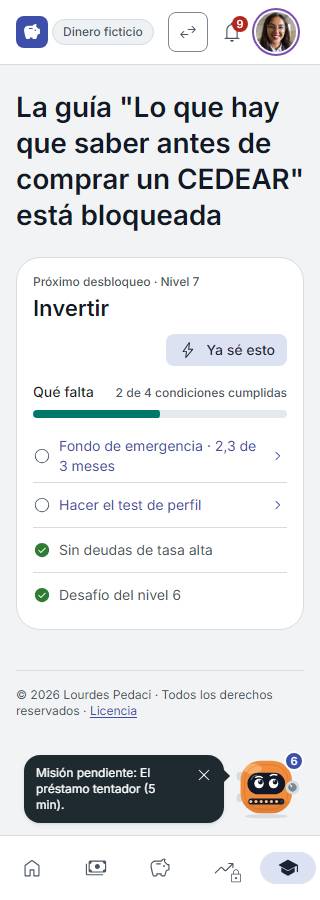 Dinero ficticio
9
La guía "Lo que hay
que saber antes de
comprar un CEDEAR"
está bloqueada
Próximo desbloqueo · Nivel 7
Invertir
Ya sé esto
Qué falta
2 de 4 condiciones cumplidas
Fondo de emergencia · 2,3 de
3 meses
Hacer el test de perfil
Sin deudas de tasa alta
Desafío del nivel 6
© 2026 Lourdes Pedaci · Todos los derechos
reservados · Licencia
Misión pendiente: El
préstamo tentador (5
min).
6